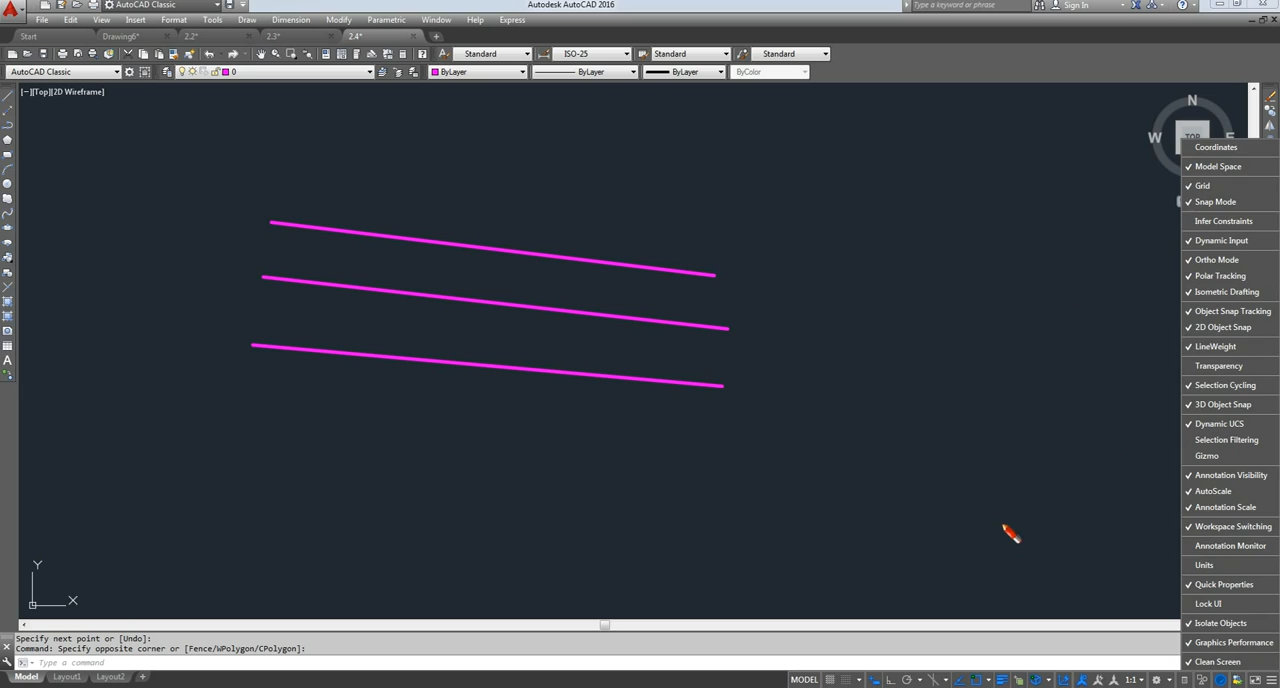 AutoCAD Classic
Autodesk AutoCAD 2016
Type a keyword or phrase
Sign In
File Edit View Insert Format Tools Draw Dimension Modify Parametric Window Help Express
Start Drawing6* 2.2* 2.3* 2.4*
Standard ISO-25 Standard Standard
AutoCAD Classic 0 ByLayer ByLayer ByLayer ByColor
[−][Top][2D Wireframe]
N
W TOP E
Coordinates
Model Space
Grid
Snap Mode
Infer Constraints
Dynamic Input
Ortho Mode
Polar Tracking
Isometric Drafting
Object Snap Tracking
2D Object Snap
LineWeight
Transparency
Selection Cycling
3D Object Snap
Dynamic UCS
Selection Filtering
Gizmo
Annotation Visibility
AutoScale
Annotation Scale
Workspace Switching
Annotation Monitor
Units
Quick Properties
Lock UI
Isolate Objects
Graphics Performance
Clean Screen
Y
X
Specify next point or [Undo]:
Command: Specify opposite corner or [Fence/WPolygon/CPolygon]:
Type a command
Model Layout1 Layout2 +
MODEL 1:1